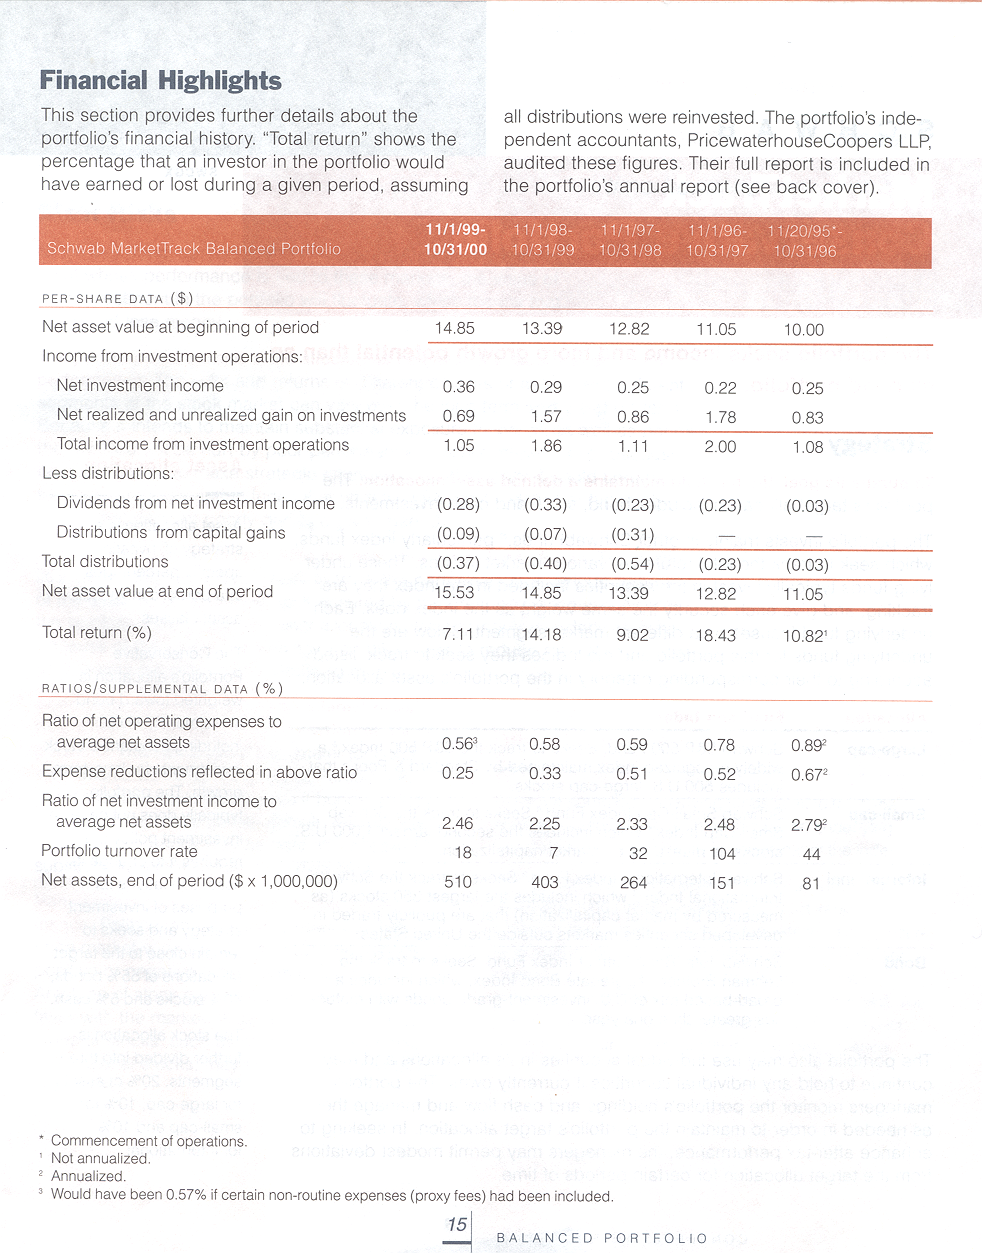 Financial Highlights
This section provides further details about the
portfolio's financial history. "Total return" shows the
percentage that an investor in the portfolio would
have earned or lost during a given period, assuming
all distributions were reinvested. The portfolio's inde-
pendent accountants, PricewaterhouseCoopers LLP,
audited these figures. Their full report is included in
the portfolio's annual report (see back cover).
11/1/99- 11/1/98- 11/1/97- 11/1/96- 11/20/95*-
Schwab MarketTrack Balanced Portfolio 10/31/00 10/31/99 10/31/98 10/31/97 10/31/96
PER-SHARE DATA ($)
Net asset value at beginning of period 14.85 13.39 12.82 11.05 10.00
Income from investment operations:
Net investment income 0.36 0.29 0.25 0.22 0.25
Net realized and unrealized gain on investments 0.69 1.57 0.86 1.78 0.83
Total income from investment operations 1.05 1.86 1.11 2.00 1.08
Less distributions:
Dividends from net investment income (0.28) (0.33) (0.23) (0.23) (0.03)
Distributions from capital gains (0.09) (0.07) (0.31) — —
Total distributions (0.37) (0.40) (0.54) (0.23) (0.03)
Net asset value at end of period 15.53 14.85 13.39 12.82 11.05
Total return (%) 7.11 14.18 9.02 18.43 10.82¹
RATIOS/SUPPLEMENTAL DATA (%)
Ratio of net operating expenses to
average net assets 0.56³ 0.58 0.59 0.78 0.89²
Expense reductions reflected in above ratio 0.25 0.33 0.51 0.52 0.67²
Ratio of net investment income to
average net assets 2.46 2.25 2.33 2.48 2.79²
Portfolio turnover rate 18 7 32 104 44
Net assets, end of period ($ x 1,000,000) 510 403 264 151 81
* Commencement of operations.
¹ Not annualized.
² Annualized.
³ Would have been 0.57% if certain non-routine expenses (proxy fees) had been included.
15
BALANCED PORTFOLIO